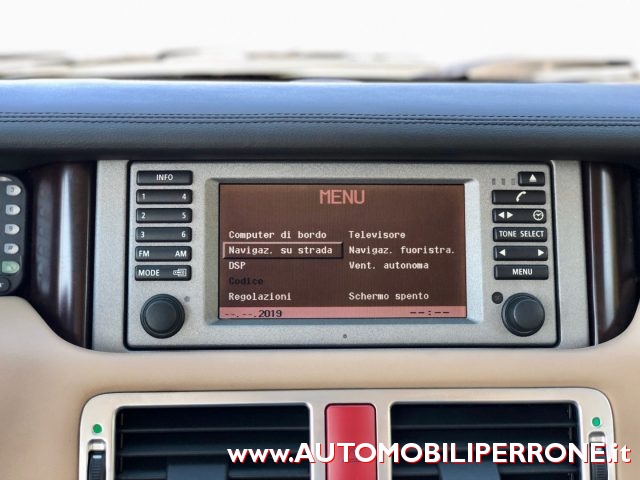 INFO
1 4
2 5
3 6
FM AM
MODE
MENU
Computer di bordo Televisore
Navigaz. su strada Navigaz. fuoristra.
DSP Vent. autonoma
Codice
Regolazioni Schermo spento
--.--.2019 --:--
TONE SELECT
MENU
www.AUTOMOBILIPERRONE.it